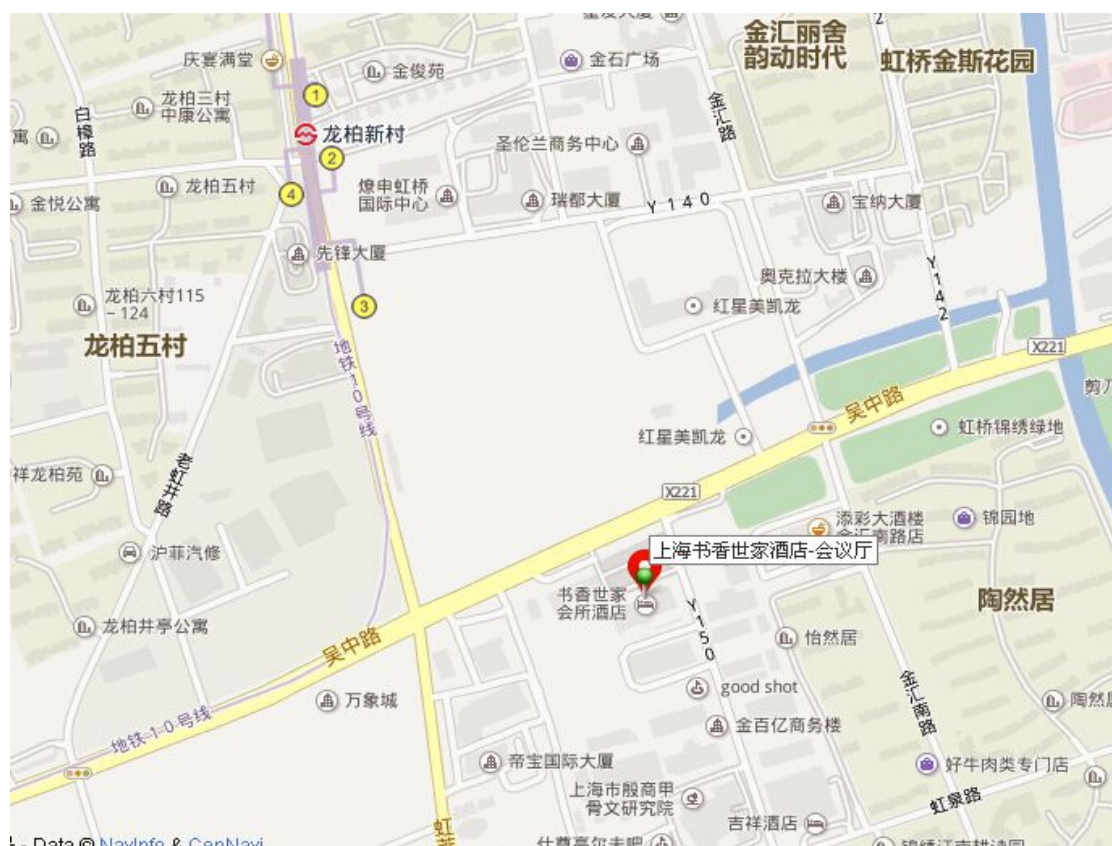 金汇丽舍
韵动时代
虹桥金斯花园
庆宴满堂
金俊苑
金石广场
龙柏三村
中康公寓
白樟路
1
龙柏新村
2
4
3
金汇路
圣伦兰商务中心
金悦公寓
龙柏五村
燎申虹桥
国际中心
瑞都大厦
Y140
宝纳大厦
先锋大厦
奥克拉大楼
Y142
龙柏六村115
-124
红星美凯龙
龙柏五村
地铁10号线
X221
吴中路
红星美凯龙
虹桥锦绣绿地
祥龙柏苑
老虹井路
X221
添彩大酒楼
金汇南路店
锦园地
沪菲汽修
上海书香世家酒店-会议厅
书香世家
会所酒店
陶然居
龙柏井亭公寓
吴中路
Y150
怡然居
万象城
good shot
金汇南路
陶然居
地铁10号线
金百亿商务楼
帝宝国际大厦
好牛肉类专门店
上海市殷商甲
骨文研究院
虹泉路
吉祥酒店
- Data © NavInfo & CenNavi